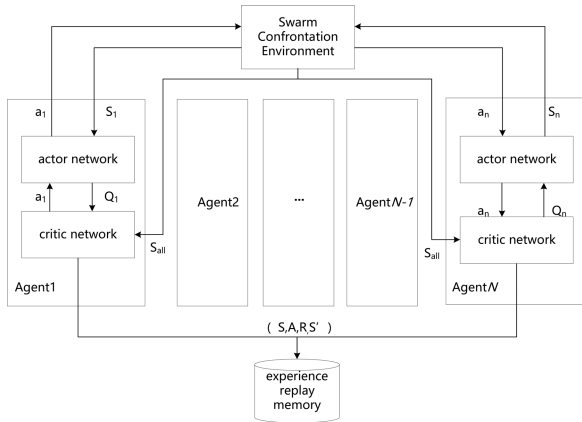 Swarm
Confrontation
Environment
a1
S1
an
Sn
actor network
actor network
a1
Q1
an
Qn
Agent2
...
AgentN-1
critic network
critic network
Sall
Sall
Agent1
AgentN
( S,A,R,S′ )
experience
replay
memory